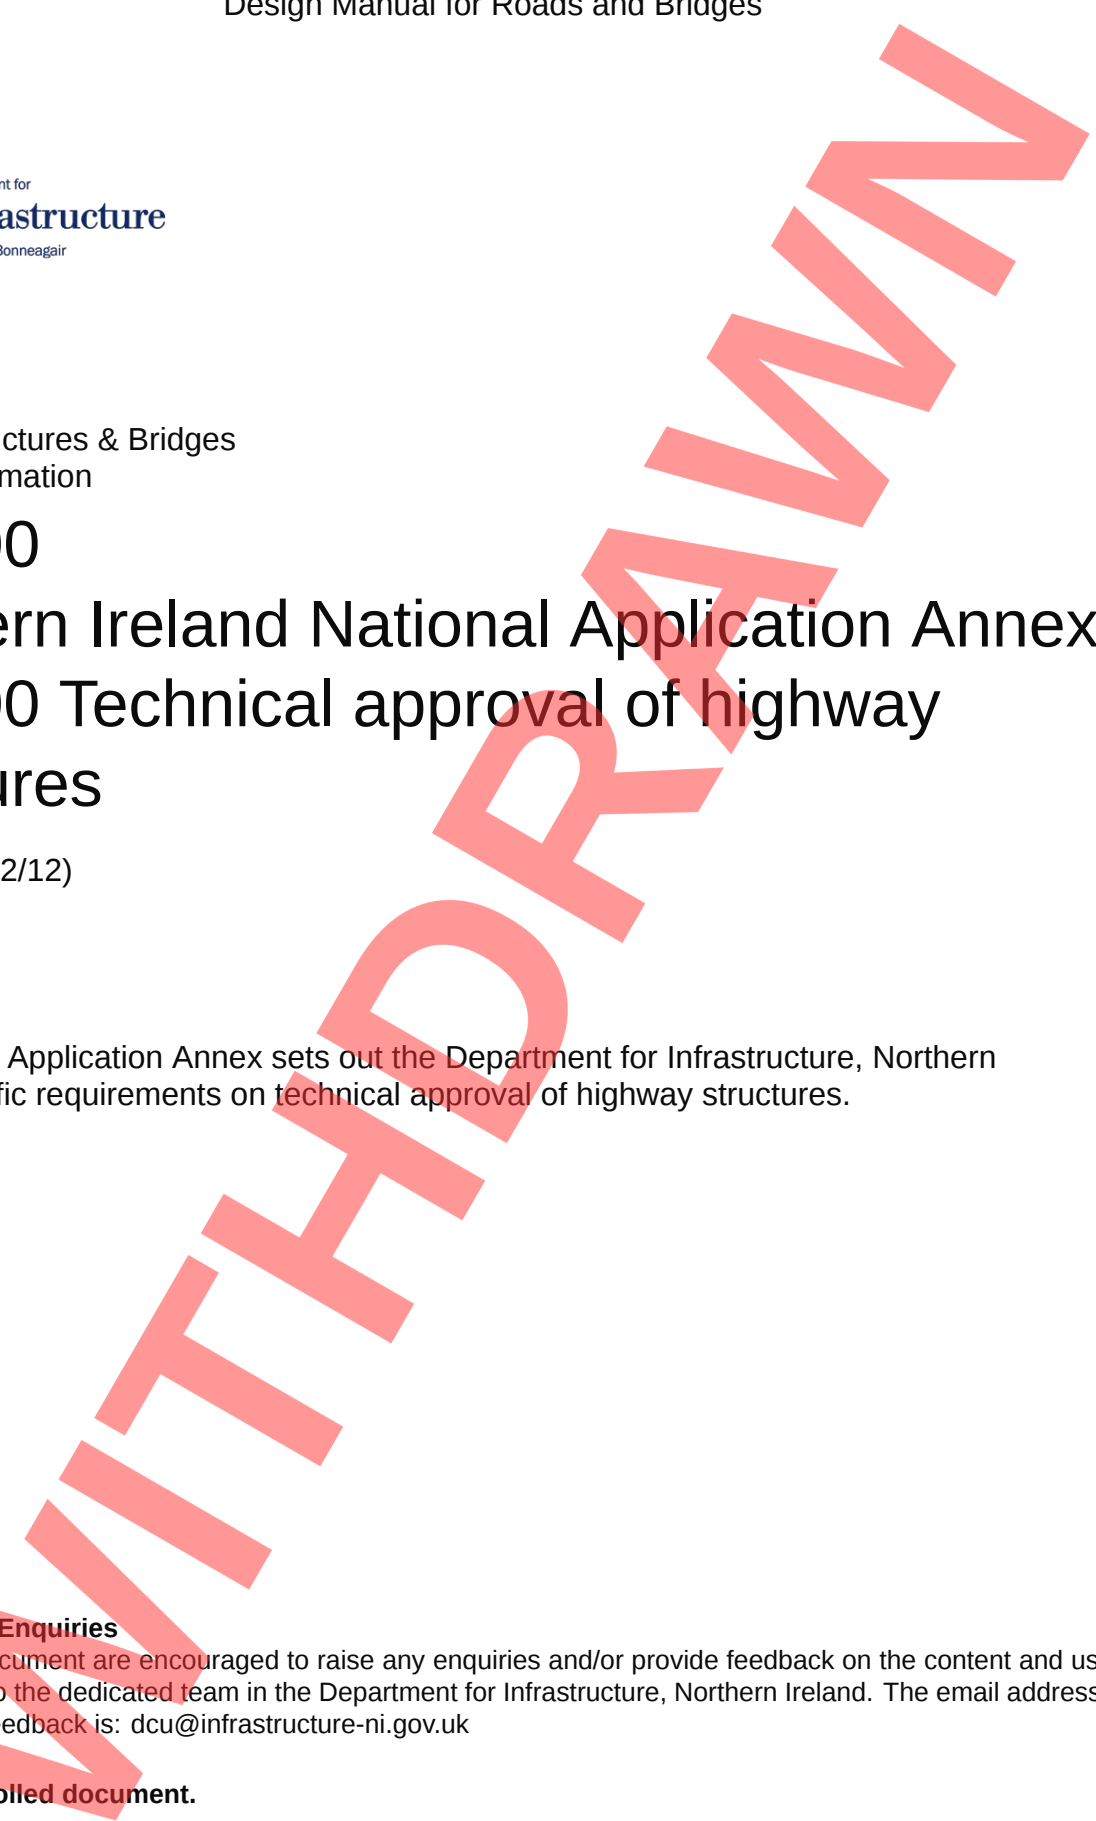 Design Manual for Roads and Bridges
nt for
astructure
Bonneagair
ctures & Bridges
mation
00
ern Ireland National Application Annex
00 Technical approval of highway
ures
2/12)
Application Annex sets out the Department for Infrastructure, Northern
fic requirements on technical approval of highway structures.
Enquiries
cument are encouraged to raise any enquiries and/or provide feedback on the content and us
o the dedicated team in the Department for Infrastructure, Northern Ireland. The email address
eedback is: dcu@infrastructure-ni.gov.uk
olled document.
WITHDRAWN